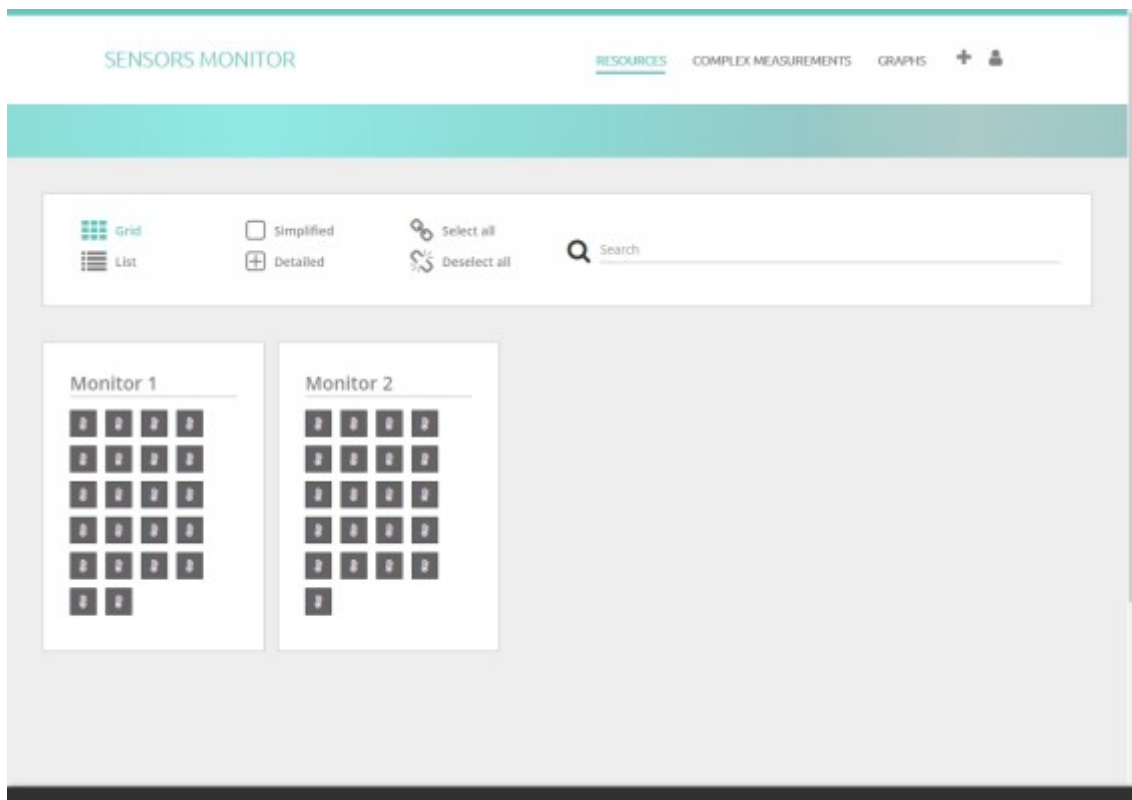 SENSORS MONITOR
RESOURCES COMPLEX MEASUREMENTS GRAPHS
Grid
List
Simplified
Detailed
Select all
Deselect all
Search
Monitor 1
Monitor 2